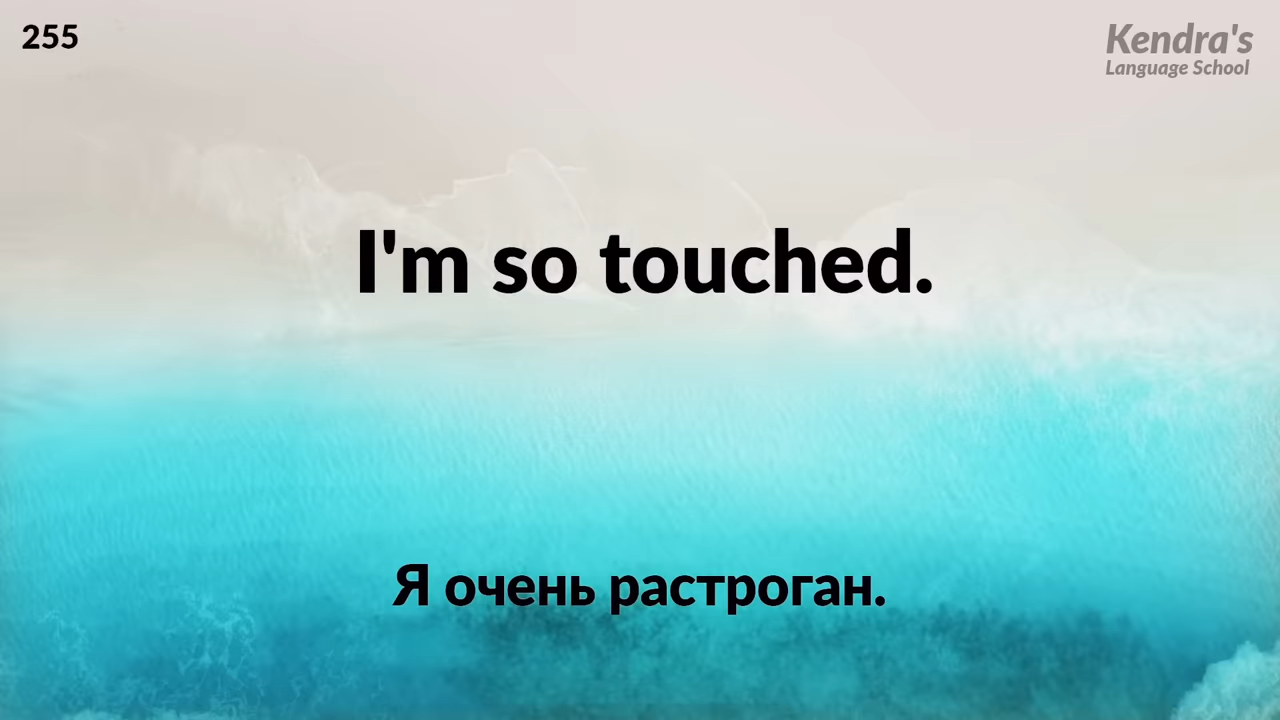 255
Kendra's
Language School
I'm so touched.
Я очень растроган.